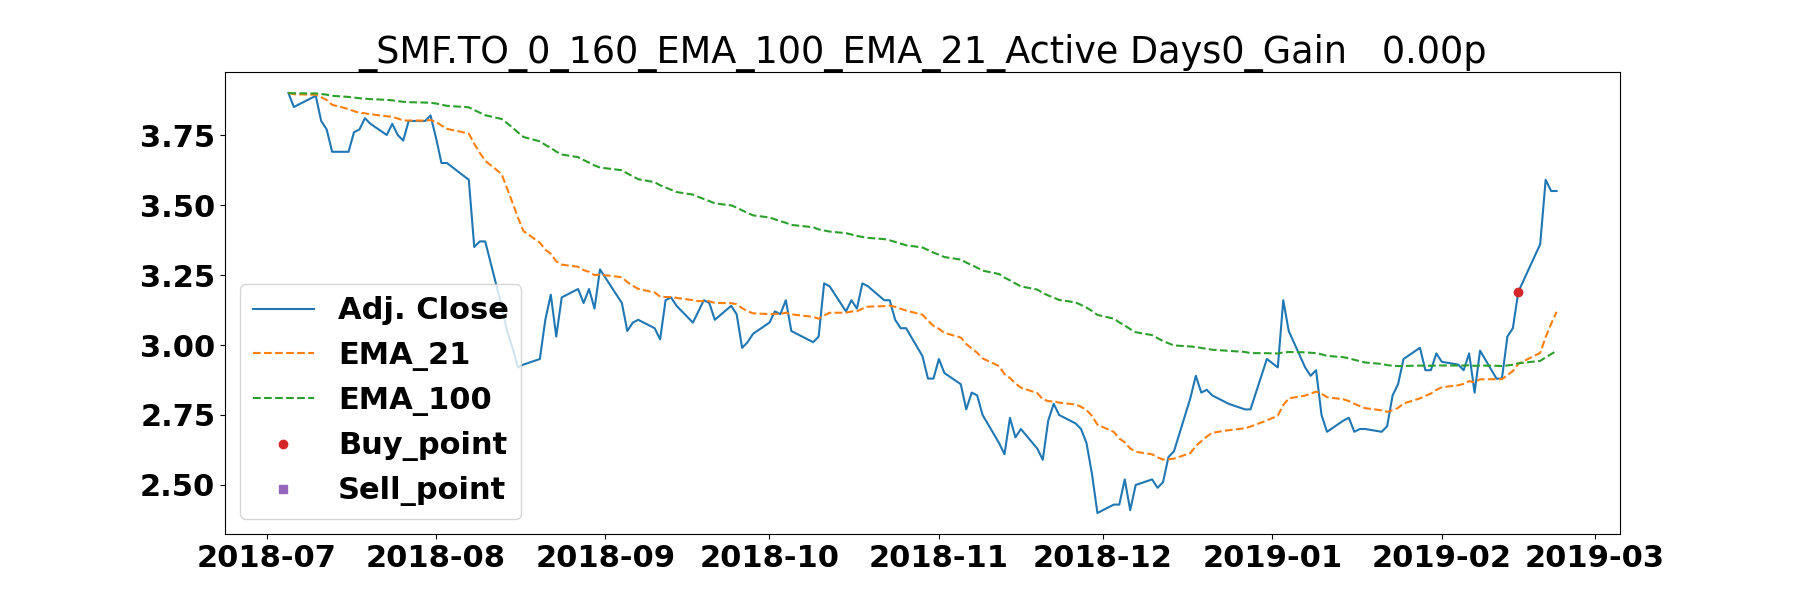 _SMF.TO_0_160_EMA_100_EMA_21_Active Days0_Gain   0.00p
3.75
3.50
3.25
3.00
2.75
2.50
Adj. Close
EMA_21
EMA_100
Buy_point
Sell_point
2018-07 2018-08 2018-09 2018-10 2018-11 2018-12 2019-01 2019-02 2019-03